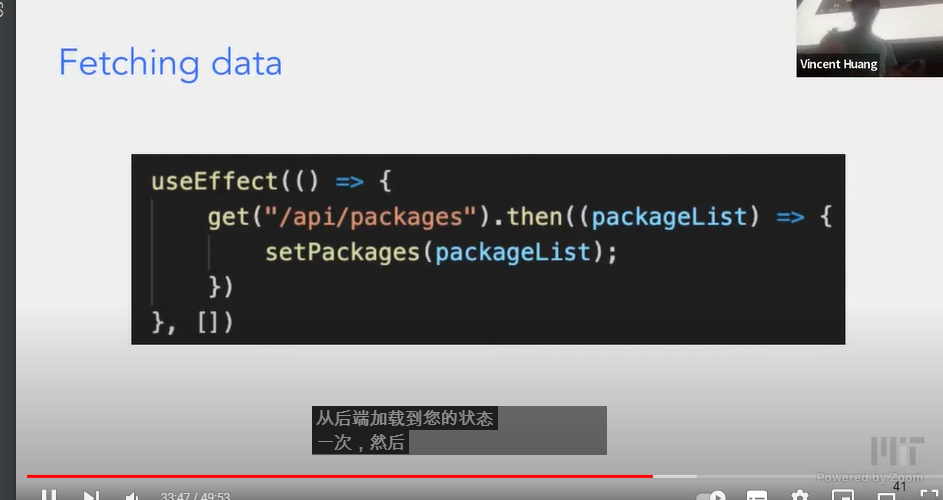 Fetching data
Vincent Huang
useEffect(() => {
get("/api/packages").then((packageList) => {
setPackages(packageList);
})
}, [])
从后端加载到您的状态
一次，然后
MIT
Powered by Zoom
41
33:47 / 49:53